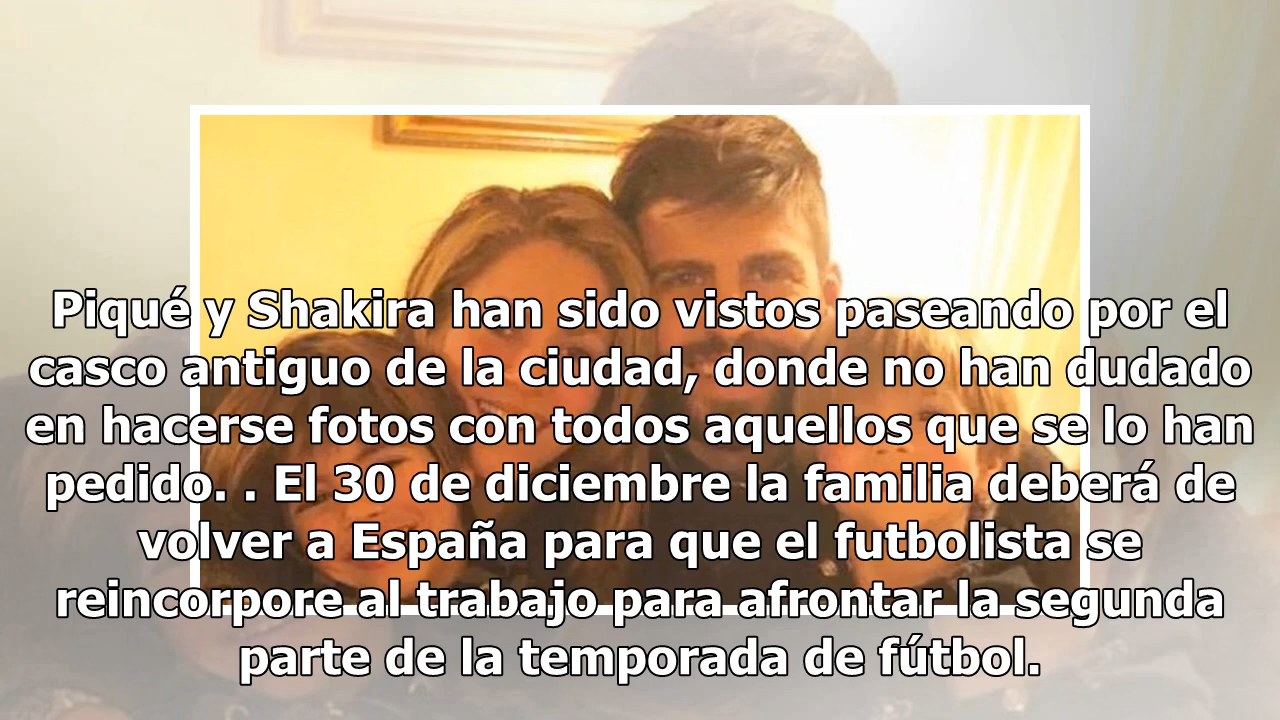 Piqué y Shakira han sido vistos paseando por el
casco antiguo de la ciudad, donde no han dudado
en hacerse fotos con todos aquellos que se lo han
pedido. . El 30 de diciembre la familia deberá de
volver a España para que el futbolista se
reincorpore al trabajo para afrontar la segunda
parte de la temporada de fútbol.